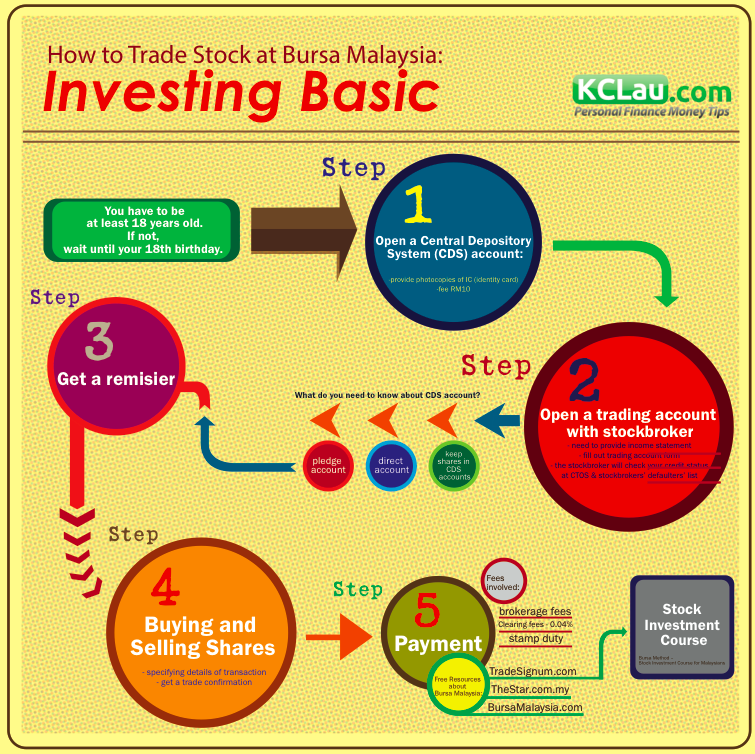 How to Trade Stock at Bursa Malaysia:
Investing Basic
KCLau.com
Personal Finance Money Tips
You have to be
at least 18 years old.
If not,
wait until your 18th birthday.
Step
1
Open a Central Depository
System (CDS) account:
-provide photocopies of IC (identity card)
-fee RM10
Step
2
Open a trading account
with stockbroker
- need to provide income statement
- fill out trading account form
the stockbroker will check your credit status
at CTOS & stockbrokers' defaulters' list
What do you need to know about CDS account?
keep
shares in
CDS
accounts
direct
account
pledge
account
Step
3
Get a remisier
Step
4
Buying and
Selling Shares
- specifying details of transaction
- get a trade confirmation
Step
5
Payment
Fees
involved:
brokerage fees
Clearing fees - 0.04%
stamp duty
Free Resources
about
Bursa Malaysia:
TradeSignum.com
TheStar.com.my
BursaMalaysia.com
Stock
Investment
Course
Bursa Method -
Stock Investment Course for Malaysians